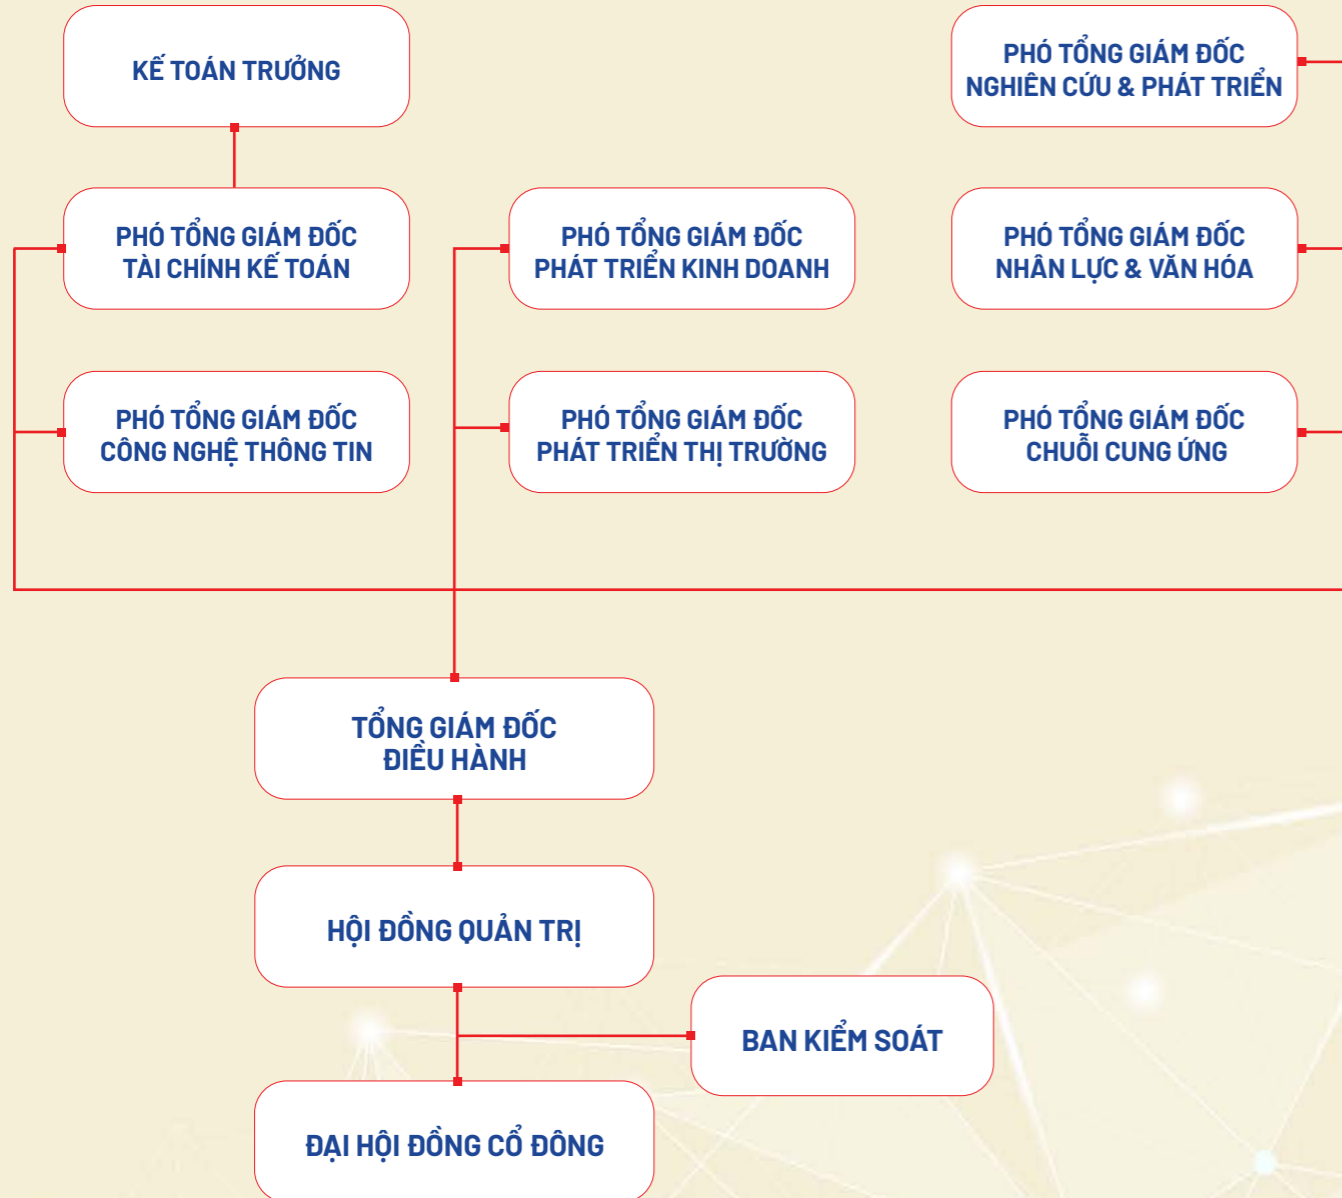 KẾ TOÁN TRƯỞNG
PHÓ TỔNG GIÁM ĐỐC
NGHIÊN CỨU & PHÁT TRIỂN
PHÓ TỔNG GIÁM ĐỐC
TÀI CHÍNH KẾ TOÁN
PHÓ TỔNG GIÁM ĐỐC
PHÁT TRIỂN KINH DOANH
PHÓ TỔNG GIÁM ĐỐC
NHÂN LỰC & VĂN HÓA
PHÓ TỔNG GIÁM ĐỐC
CÔNG NGHỆ THÔNG TIN
PHÓ TỔNG GIÁM ĐỐC
PHÁT TRIỂN THỊ TRƯỜNG
PHÓ TỔNG GIÁM ĐỐC
CHUỖI CUNG ỨNG
TỔNG GIÁM ĐỐC
ĐIỀU HÀNH
HỘI ĐỒNG QUẢN TRỊ
BAN KIỂM SOÁT
ĐẠI HỘI ĐỒNG CỔ ĐÔNG